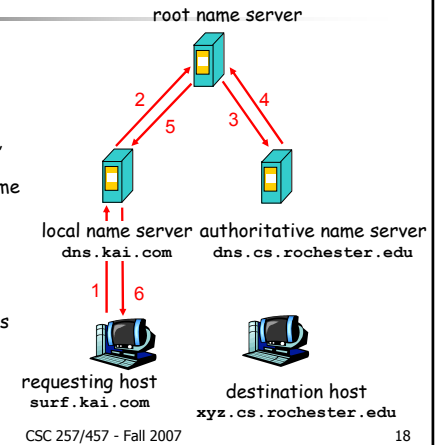 root name server
2
4
5
3
me
local name server authoritative name server
dns.kai.com dns.cs.rochester.edu
1 6
s
requesting host
surf.kai.com
destination host
xyz.cs.rochester.edu
CSC 257/457 - Fall 2007 18